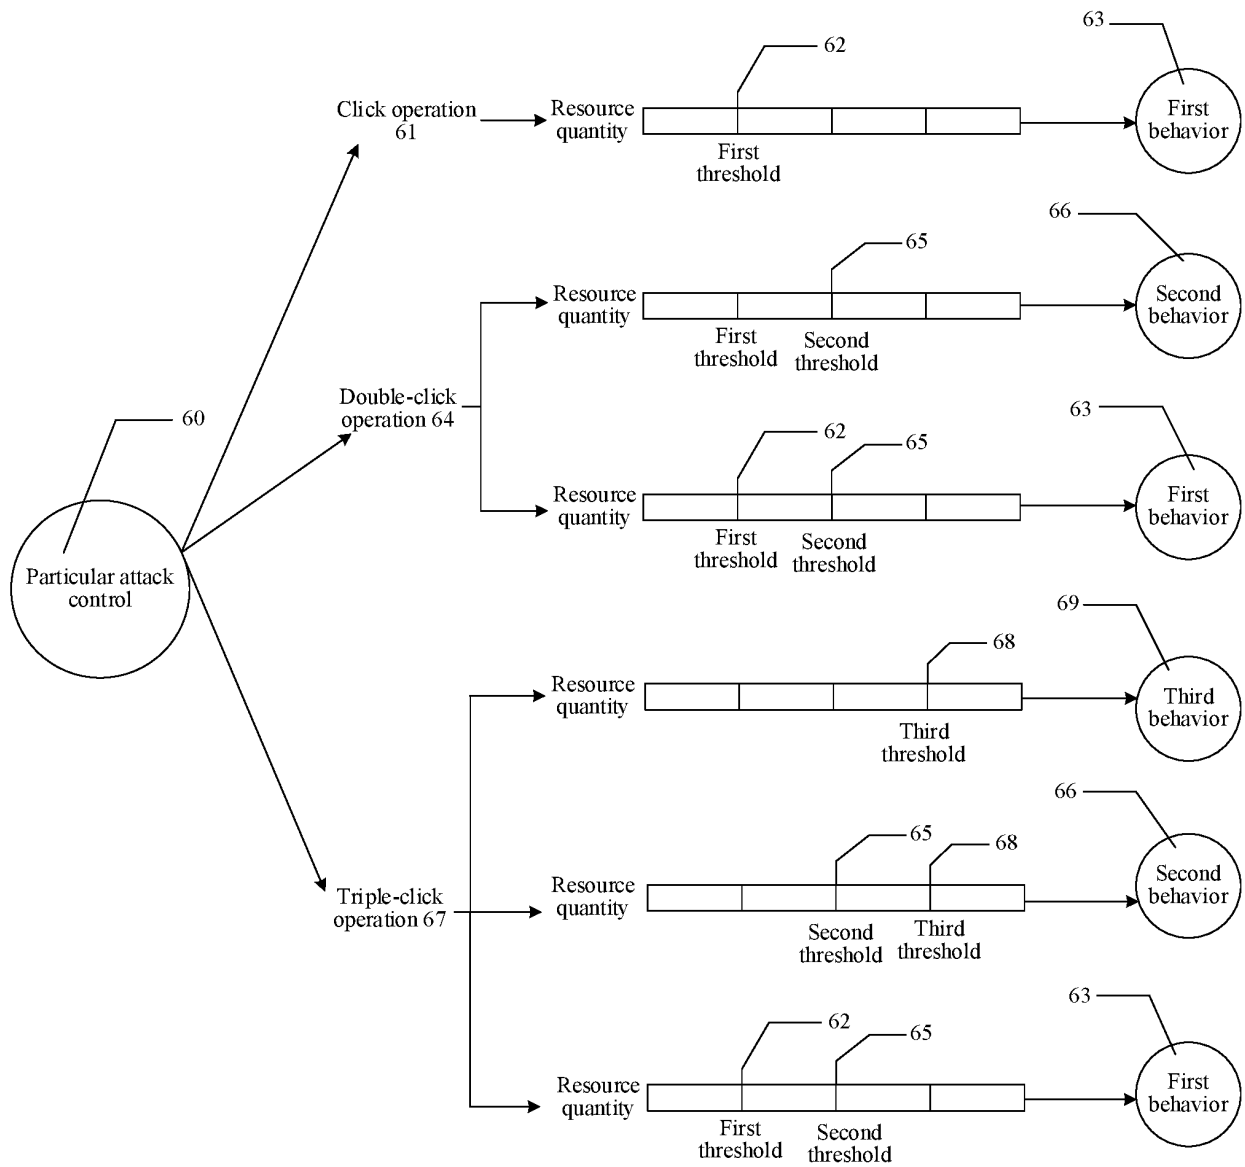 63
62
Click operation
61
Resource
quantity
First
threshold
First
behavior
66
65
Resource
quantity
First
threshold
Second
threshold
Second
behavior
Double-click
operation 64
63
62
65
Resource
quantity
First
threshold
Second
threshold
First
behavior
60
Particular attack
control
69
68
Resource
quantity
Third
threshold
Third
behavior
66
65
68
Triple-click
operation 67
Resource
quantity
Second
threshold
Third
threshold
Second
behavior
63
62
65
Resource
quantity
First
threshold
Second
threshold
First
behavior